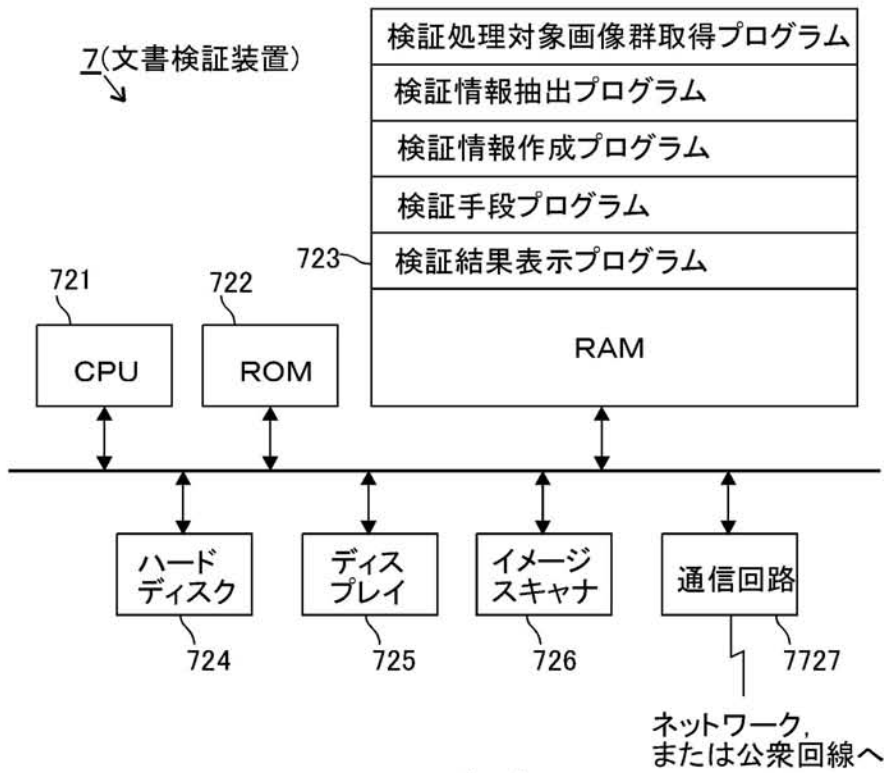 7(文書検証装置)
検証処理対象画像群取得プログラム
検証情報抽出プログラム
検証情報作成プログラム
検証手段プログラム
723
検証結果表示プログラム
721
722
CPU
ROM
RAM
ハード
ディスク
ディス
プレイ
イメージ
スキャナ
通信回路
724
725
726
7727
ネットワーク,
または公衆回線へ